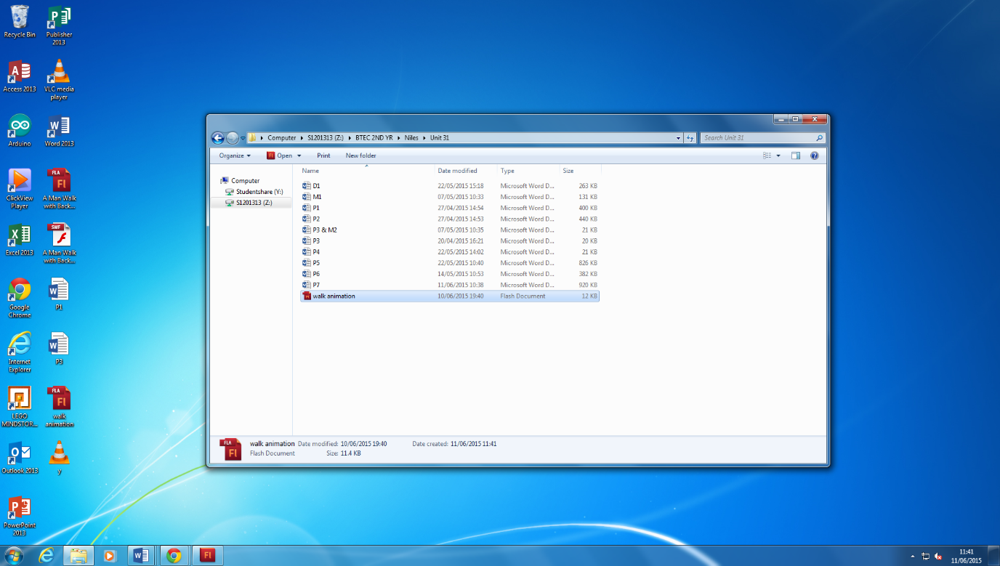 Recycle Bin
Publisher
2013
Access 2013
VLC media
player
Arduino
Word 2013
ClickView
Player
FLA
Fl
A Man Walk
with Back...
Excel 2013
SWF
A Man Walk
with Back...
Google
Chrome
P1
Internet
Explorer
P3
LEGO
MINDSTOR...
FLA
Fl
walk
animation
Outlook 2013
y
PowerPoint
2013
Computer S1201313 (Z:) BTEC 2ND YR Niles Unit 31
Search Unit 31
Organize Open Print New folder
Computer
Studentshare (Y:)
S1201313 (Z:)
Name Date modified Type Size
D1 22/05/2015 15:18 Microsoft Word D... 263 KB
M1 07/05/2015 10:33 Microsoft Word D... 131 KB
P1 27/04/2015 14:54 Microsoft Word D... 400 KB
P2 27/04/2015 14:53 Microsoft Word D... 440 KB
P3 & M2 07/05/2015 10:35 Microsoft Word D... 21 KB
P3 20/04/2015 16:21 Microsoft Word D... 20 KB
P4 22/05/2015 14:02 Microsoft Word D... 21 KB
P5 22/05/2015 10:40 Microsoft Word D... 826 KB
P6 14/05/2015 10:53 Microsoft Word D... 382 KB
P7 11/06/2015 10:38 Microsoft Word D... 920 KB
walk animation 10/06/2015 19:40 Flash Document 12 KB
FLA
Fl
walk animation Date modified: 10/06/2015 19:40 Date created: 11/06/2015 11:41
Flash Document Size: 11.4 KB
Fl
11:41
11/06/2015